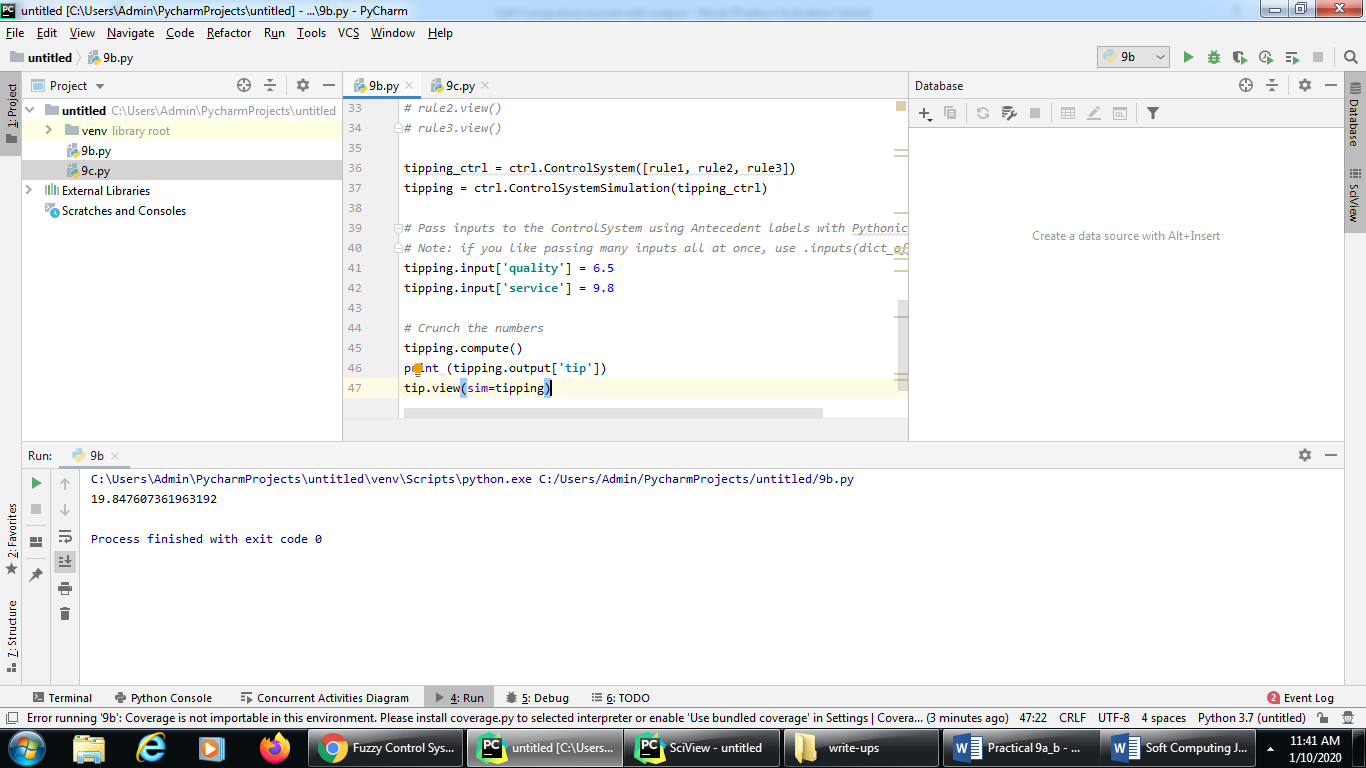 untitled [C:\Users\Admin\PycharmProjects\untitled] - ...\9b.py - PyCharm
File Edit View Navigate Code Refactor Run Tools VCS Window Help
untitled 9b.py
9b
1: Project
Project
9b.py
9c.py
Database
untitled C:\Users\Admin\PycharmProjects\untitled
venv library root
9b.py
9c.py
External Libraries
Scratches and Consoles
33 # rule2.view()
34 # rule3.view()
35
36 tipping_ctrl = ctrl.ControlSystem([rule1, rule2, rule3])
37 tipping = ctrl.ControlSystemSimulation(tipping_ctrl)
38
39 # Pass inputs to the ControlSystem using Antecedent labels with Pythonic
40 # Note: if you like passing many inputs all at once, use .inputs(dict_of
41 tipping.input['quality'] = 6.5
42 tipping.input['service'] = 9.8
43
44 # Crunch the numbers
45 tipping.compute()
46 print (tipping.output['tip'])
47 tip.view(sim=tipping)
Create a data source with Alt+Insert
Database
SciView
Run: 9b
C:\Users\Admin\PycharmProjects\untitled\venv\Scripts\python.exe C:/Users/Admin/PycharmProjects/untitled/9b.py
19.847607361963192
Process finished with exit code 0
2: Favorites
7: Structure
Terminal Python Console Concurrent Activities Diagram 4: Run 5: Debug 6: TODO 2 Event Log
Error running '9b': Coverage is not importable in this environment. Please install coverage.py to selected interpreter or enable 'Use bundled coverage' in Settings | Covera... (3 minutes ago) 47:22 CRLF UTF-8 4 spaces Python 3.7 (untitled)
Fuzzy Control Sys... untitled [C:\Users... SciView - untitled write-ups Practical 9a_b - ... Soft Computing J...
11:41 AM
1/10/2020